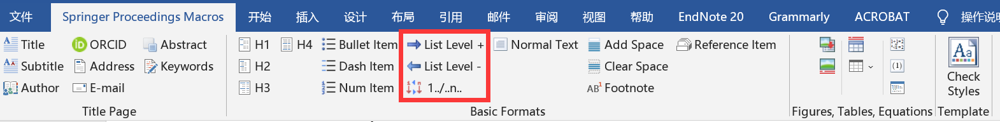 文件 Springer Proceedings Macros 开始 插入 设计 布局 引用 邮件 审阅 视图 帮助 EndNote 20 Grammarly ACROBAT 操作说明
Title ORCID Abstract H1 H4 Bullet Item List Level + Normal Text Add Space Reference Item
Subtitle Address Keywords H2 Dash Item List Level - Clear Space (1)
Author E-mail H3 Num Item 1../..n.. AB1 Footnote Check Styles
Title Page Basic Formats Figures, Tables, Equations Template